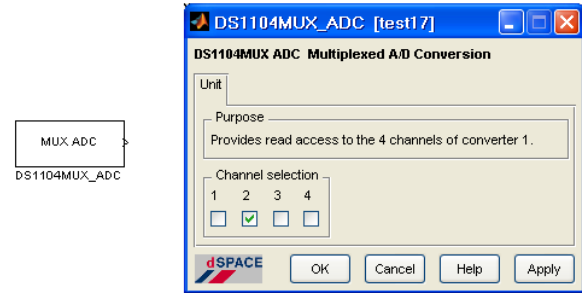 DS1104MUX_ADC [test17]
DS1104MUX ADC Multiplexed A/D Conversion
Unit
Purpose
Provides read access to the 4 channels of converter 1.
MUX ADC
DS1104MUX_ADC
Channel selection
1 2 3 4
dSPACE
OK Cancel Help Apply